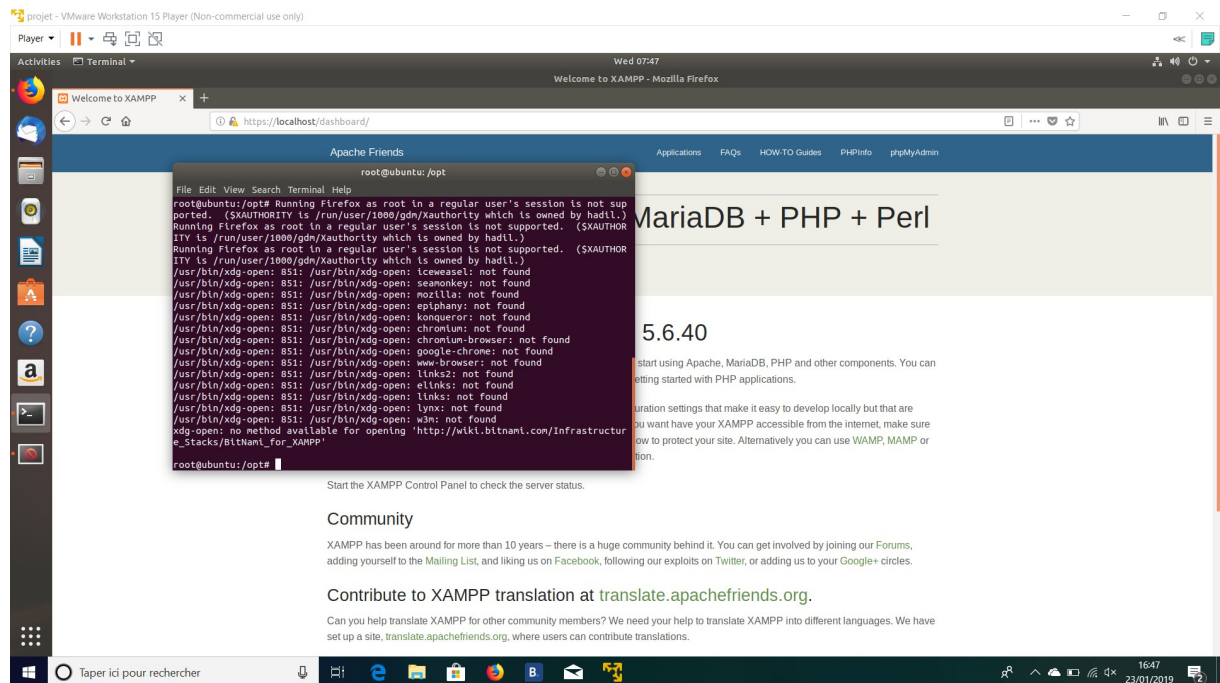 projet - VMware Workstation 15 Player (Non-commercial use only)
Player
Activities Terminal Wed 07:47
Welcome to XAMPP - Mozilla Firefox
Welcome to XAMPP
https://localhost/dashboard/
Apache Friends Applications FAQs HOW-TO Guides PHPInfo phpMyAdmin
root@ubuntu: /opt
File Edit View Search Terminal Help
root@ubuntu:/opt# Running Firefox as root in a regular user's session is not sup
ported. ($XAUTHORITY is /run/user/1000/gdm/Xauthority which is owned by hadil.)
Running Firefox as root in a regular user's session is not supported. ($XAUTHOR
ITY is /run/user/1000/gdm/Xauthority which is owned by hadil.)
Running Firefox as root in a regular user's session is not supported. ($XAUTHOR
ITY is /run/user/1000/gdm/Xauthority which is owned by hadil.)
/usr/bin/xdg-open: 851: /usr/bin/xdg-open: iceweasel: not found
/usr/bin/xdg-open: 851: /usr/bin/xdg-open: seamonkey: not found
/usr/bin/xdg-open: 851: /usr/bin/xdg-open: mozilla: not found
/usr/bin/xdg-open: 851: /usr/bin/xdg-open: epiphany: not found
/usr/bin/xdg-open: 851: /usr/bin/xdg-open: konqueror: not found
/usr/bin/xdg-open: 851: /usr/bin/xdg-open: chromium: not found
/usr/bin/xdg-open: 851: /usr/bin/xdg-open: chromium-browser: not found
/usr/bin/xdg-open: 851: /usr/bin/xdg-open: google-chrome: not found
/usr/bin/xdg-open: 851: /usr/bin/xdg-open: www-browser: not found
/usr/bin/xdg-open: 851: /usr/bin/xdg-open: links2: not found
/usr/bin/xdg-open: 851: /usr/bin/xdg-open: elinks: not found
/usr/bin/xdg-open: 851: /usr/bin/xdg-open: links: not found
/usr/bin/xdg-open: 851: /usr/bin/xdg-open: lynx: not found
/usr/bin/xdg-open: 851: /usr/bin/xdg-open: w3m: not found
xdg-open: no method available for opening 'http://wiki.bitnami.com/Infrastructur
e_Stacks/BitNami_for_XAMPP'
root@ubuntu:/opt#
MariaDB + PHP + Perl
5.6.40
start using Apache, MariaDB, PHP and other components. You can
etting started with PHP applications.
uration settings that make it easy to develop locally but that are
ou want have your XAMPP accessible from the internet, make sure
ow to protect your site. Alternatively you can use WAMP, MAMP or
tion.
Start the XAMPP Control Panel to check the server status.
Community
XAMPP has been around for more than 10 years – there is a huge community behind it. You can get involved by joining our Forums,
adding yourself to the Mailing List, and liking us on Facebook, following our exploits on Twitter, or adding us to your Google+ circles.
Contribute to XAMPP translation at translate.apachefriends.org.
Can you help translate XAMPP for other community members? We need your help to translate XAMPP into different languages. We have
set up a site, translate.apachefriends.org, where users can contribute translations.
Taper ici pour rechercher
B.
16:47
23/01/2019
2